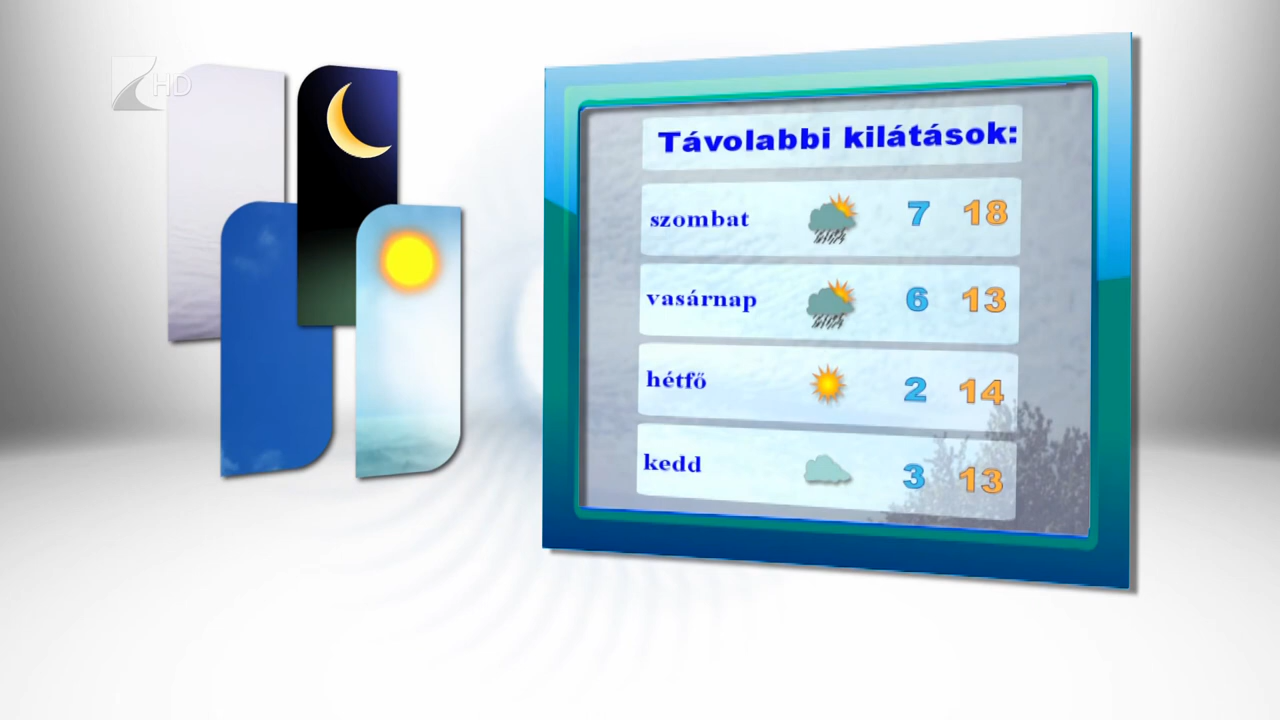 HD
Távolabbi kilátások:
szombat 7 18
vasárnap 6 13
hétfő 2 14
kedd 3 13